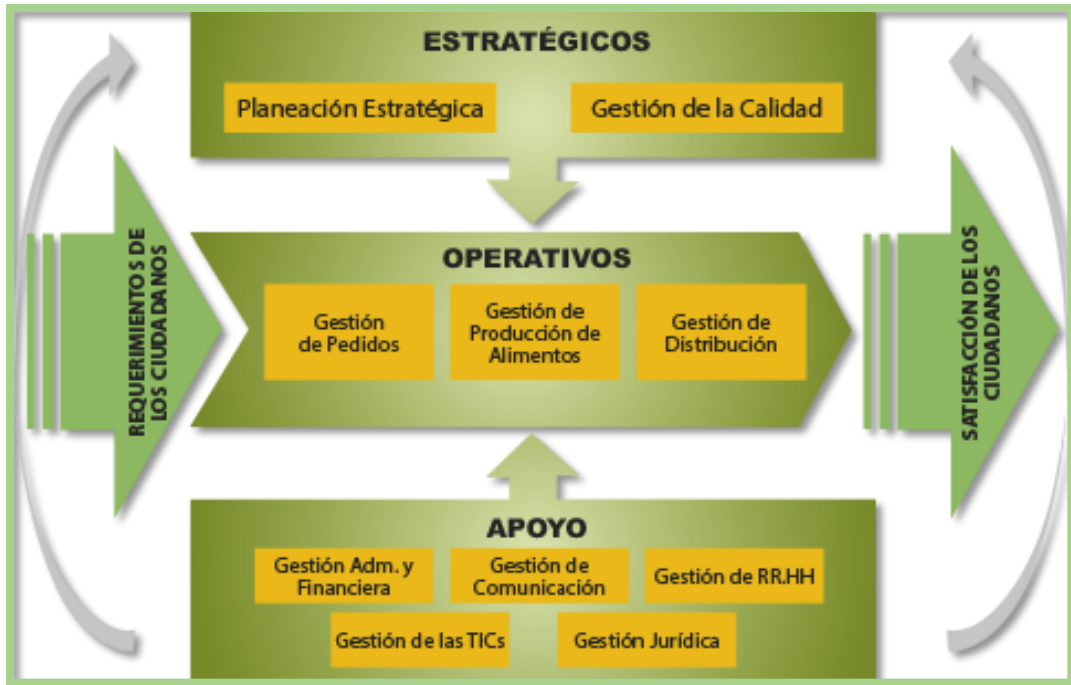 ESTRATÉGICOS
Planeación Estratégica
Gestión de la Calidad
REQUERIMIENTOS DE
LOS CIUDADANOS
OPERATIVOS
Gestión
de Pedidos
Gestión de
Producción de
Alimentos
Gestión de
Distribución
SATISFACCIÓN DE LOS
CIUDADANOS
APOYO
Gestión Adm. y
Financiera
Gestión de
Comunicación
Gestión de RR.HH
Gestión de las TICs
Gestión Jurídica